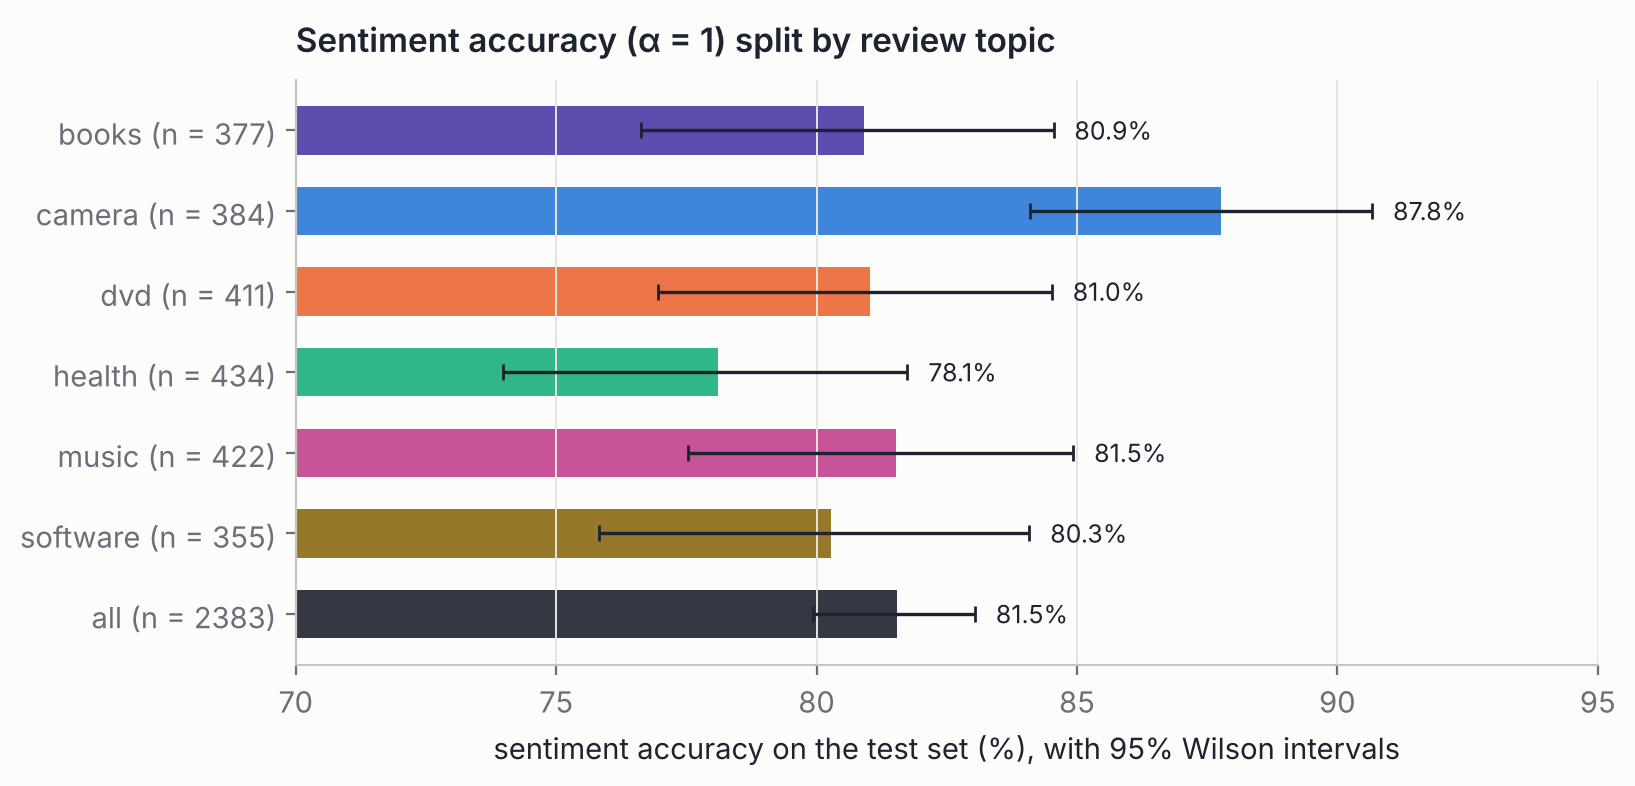 Sentiment accuracy (α = 1) split by review topic
books (n = 377)
80.9%
camera (n = 384)
87.8%
dvd (n = 411)
81.0%
health (n = 434)
78.1%
music (n = 422)
81.5%
software (n = 355)
80.3%
all (n = 2383)
81.5%
70 75 80 85 90 95
sentiment accuracy on the test set (%), with 95% Wilson intervals